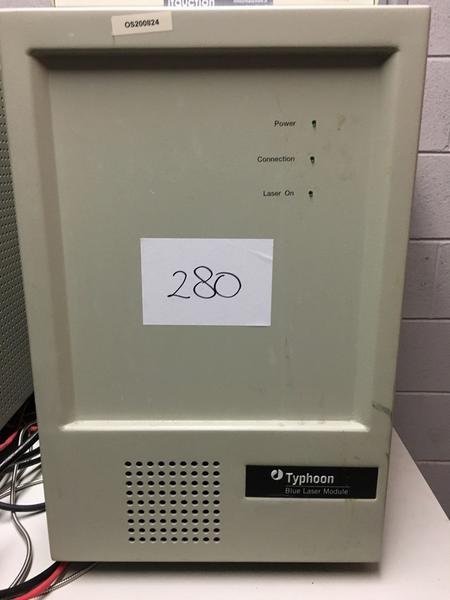 OS200824
Power
Connection
Laser On
280
Typhoon
Blue Laser Module